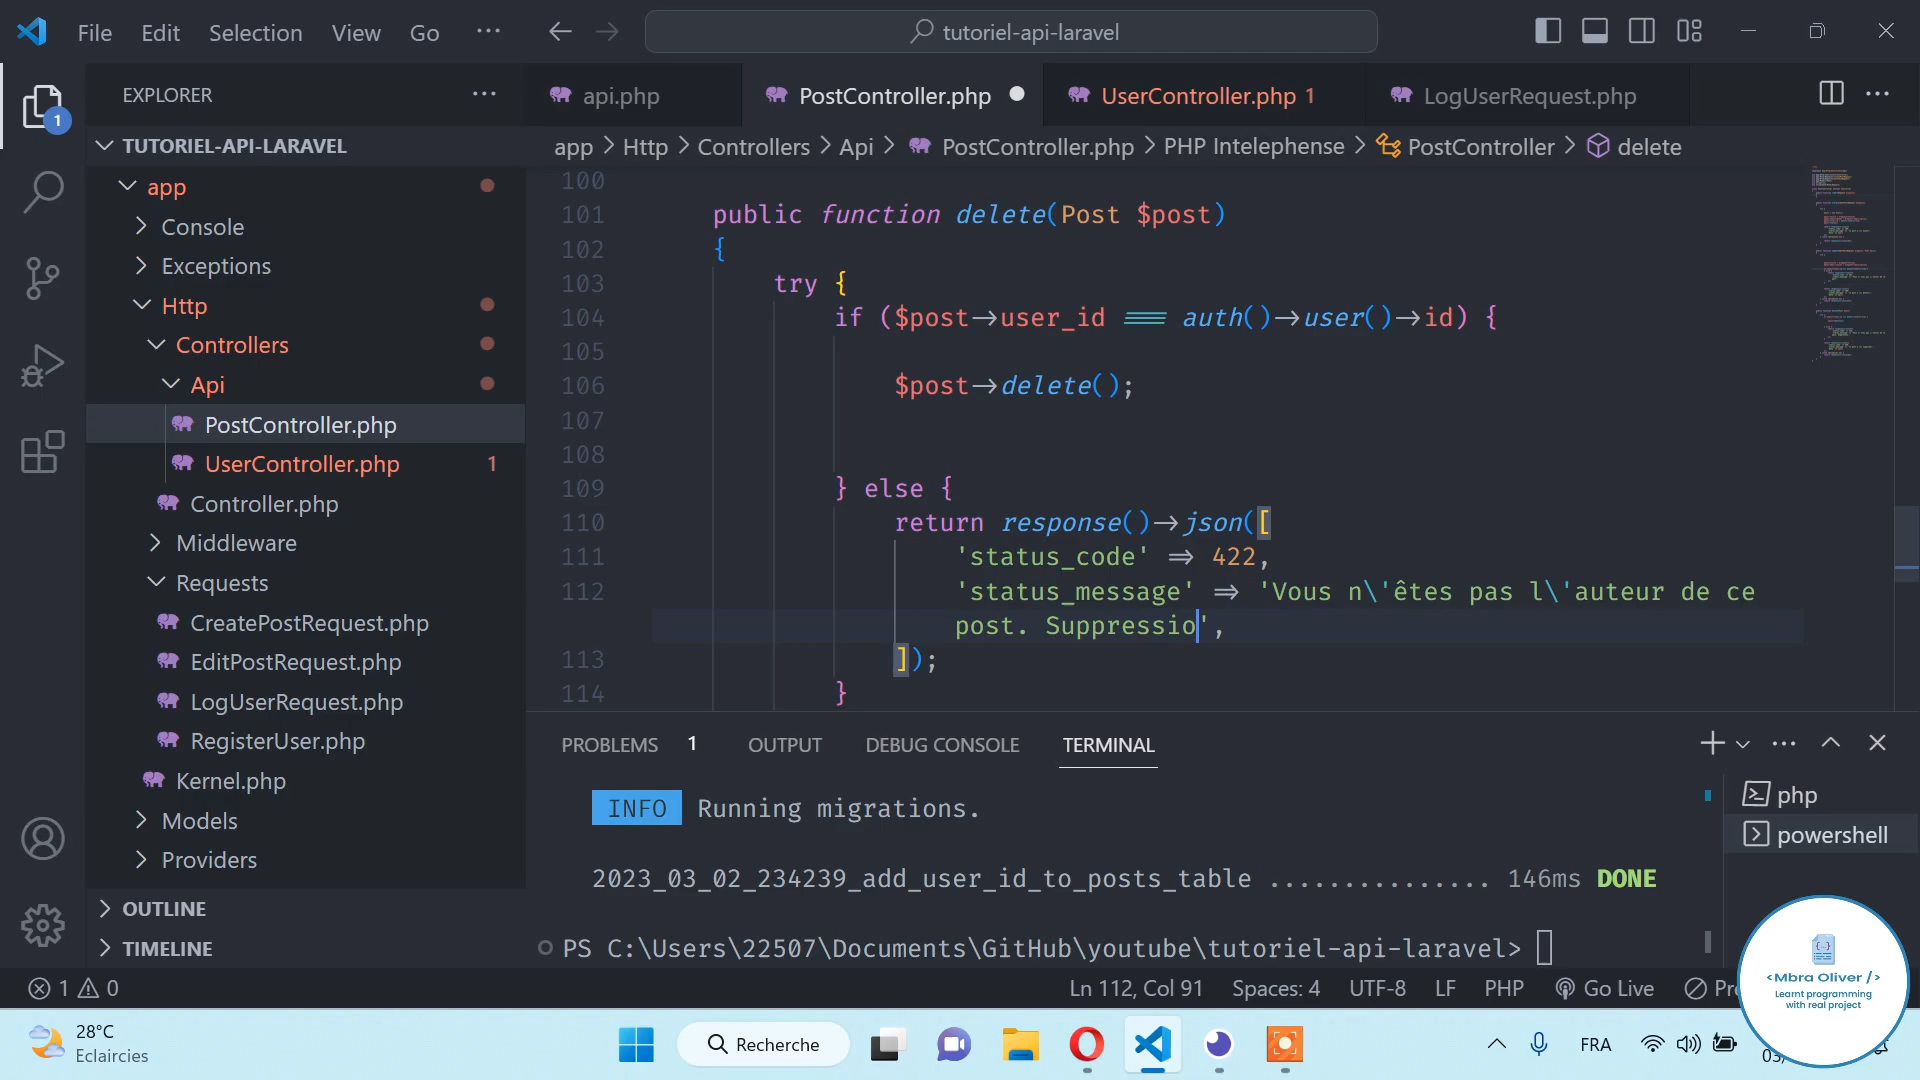 File Edit Selection View Go ··· tutoriel-api-laravel
EXPLORER ···
api.php PostController.php UserController.php 1 LogUserRequest.php ···
app > Http > Controllers > Api > PostController.php > PHP Intelephense > PostController > delete
1
TUTORIEL-API-LARAVEL
app
Console
Exceptions
Http
Controllers
Api
PostController.php
UserController.php 1
Controller.php
Middleware
Requests
CreatePostRequest.php
EditPostRequest.php
LogUserRequest.php
RegisterUser.php
Kernel.php
Models
Providers
OUTLINE
TIMELINE
100
101 public function delete(Post $post)
102 {
103 try {
104 if ($post->user_id === auth()->user()->id) {
105
106 $post->delete();
107
108
109 } else {
110 return response()->json([
111 'status_code' => 422,
112 'status_message' => 'Vous n\'êtes pas l\'auteur de ce
post. Suppressio',
113 ]);
114 }
PROBLEMS 1 OUTPUT DEBUG CONSOLE TERMINAL
INFO Running migrations.
2023_03_02_234239_add_user_id_to_posts_table ............... 146ms DONE
PS C:\Users\22507\Documents\GitHub\youtube\tutoriel-api-laravel>
php
powershell
1 0 Ln 112, Col 91 Spaces: 4 UTF-8 LF PHP Go Live
{..}
<Mbra Oliver />
Learnt programming
with real project
28°C
Eclaircies
Recherche
FRA